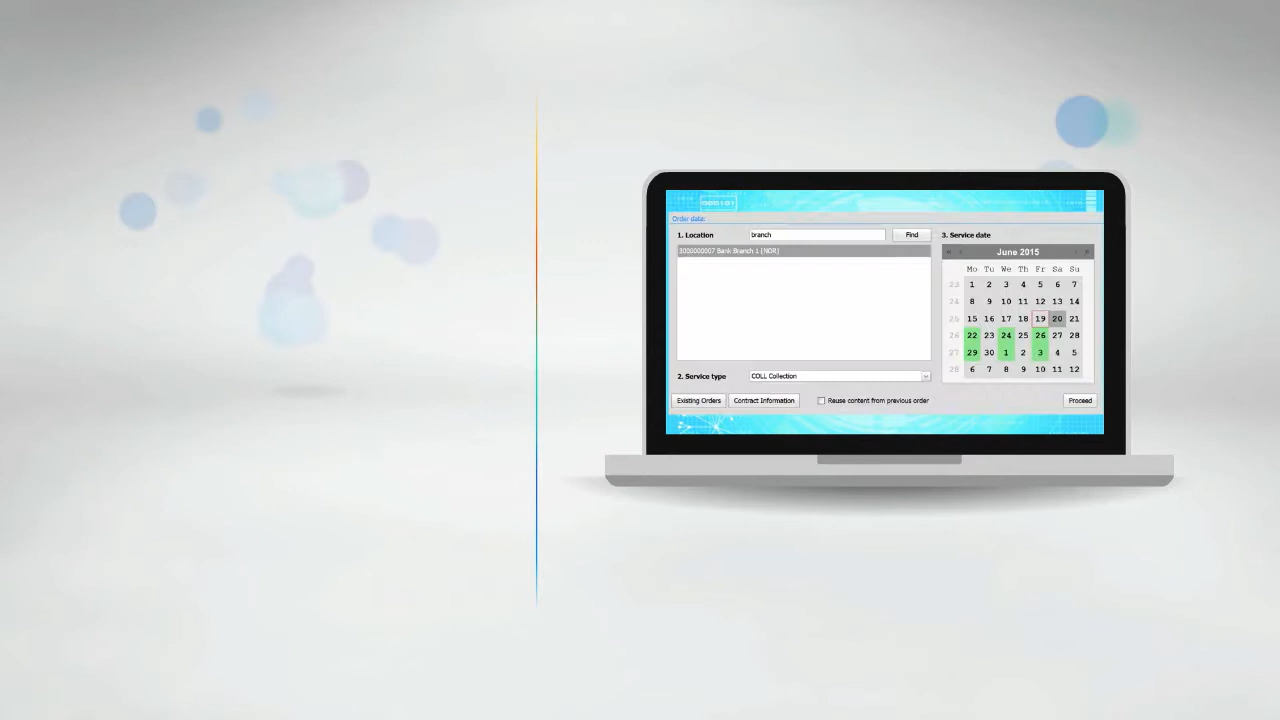 Order data:
1. Location branch Find
3000000007 Bank Branch 1 [NOR]
2. Service type COLL Collection
Existing Orders Contract Information Reuse content from previous order Proceed
3. Service date
« ‹ June 2015 › »
Mo Tu We Th Fr Sa Su
23 1 2 3 4 5 6 7
24 8 9 10 11 12 13 14
25 15 16 17 18 19 20 21
26 22 23 24 25 26 27 28
27 29 30 1 2 3 4 5
28 6 7 8 9 10 11 12